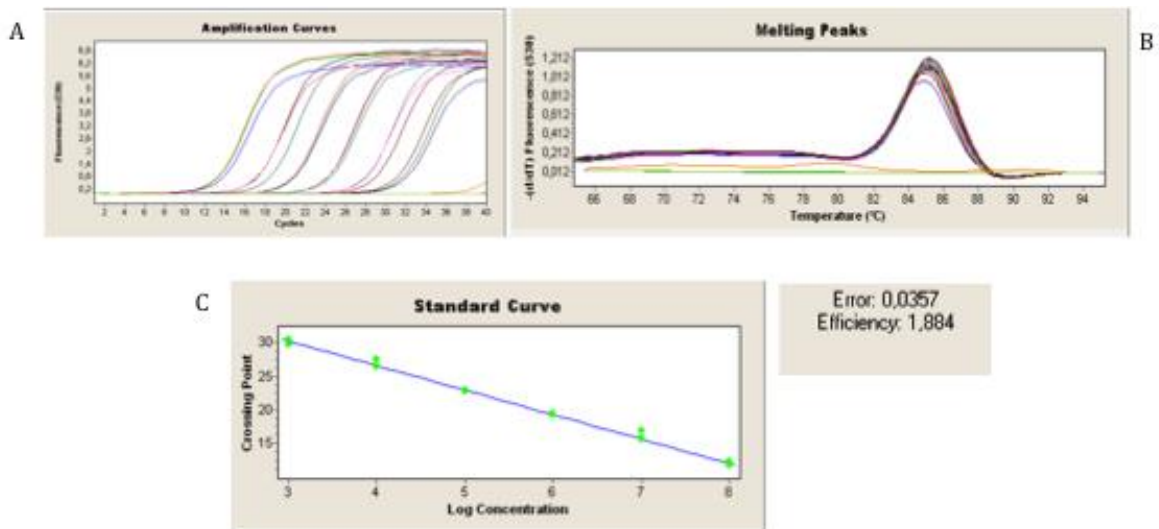 A
Amplification Curves
Fluorescence (530)
2 4 6 8 10 12 14 16 18 20 22 24 26 28 30 32 34 36 38 40
Cycles
B
Melting Peaks
-(d/dT) Fluorescence (530)
1,212
1,012
0,812
0,612
0,412
0,212
0,012
66 68 70 72 74 76 78 80 82 84 86 88 90 92 94
Temperature (°C)
C
Standard Curve
Crossing Point
30
25
20
15
3 4 5 6 7 8
Log Concentration
Error: 0,0357
Efficiency: 1,884